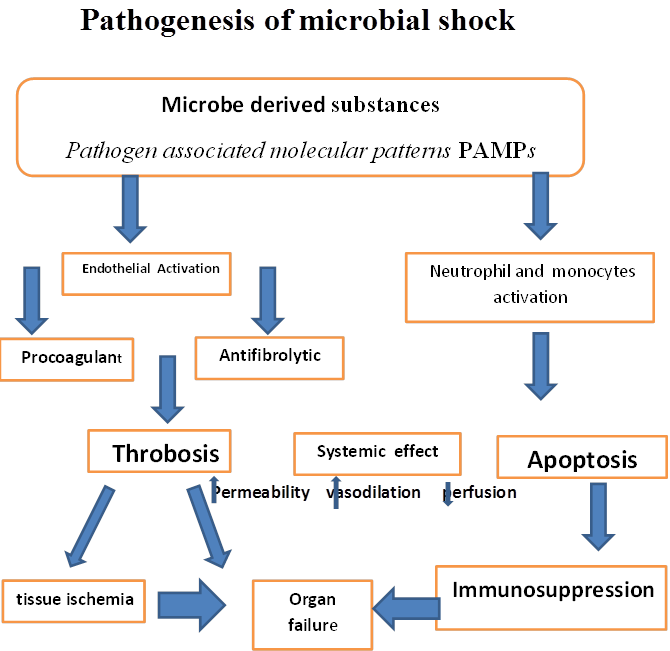 Pathogenesis of microbial shock
Microbe derived substances
Pathogen associated molecular patterns PAMPs
Endothelial Activation
Neutrophil and monocytes
activation
Procoagulant
Antifibrolytic
Throbosis
Systemic effect
Apoptosis
Permeability vasodilation perfusion
tissue ischemia
Organ
failure
Immunosuppression